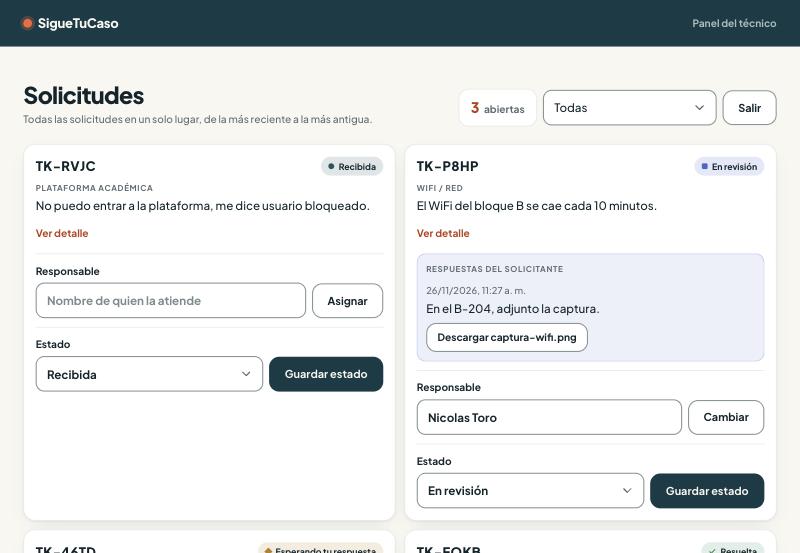 SigueTuCaso
Panel del técnico
Solicitudes
Todas las solicitudes en un solo lugar, de la más reciente a la más antigua.
3 abiertas
Todas
Salir
TK-RVJC
Recibida
PLATAFORMA ACADÉMICA
No puedo entrar a la plataforma, me dice usuario bloqueado.
Ver detalle
Responsable
Nombre de quien la atiende
Asignar
Estado
Recibida
Guardar estado
TK-P8HP
En revisión
WIFI / RED
El WiFi del bloque B se cae cada 10 minutos.
Ver detalle
RESPUESTAS DEL SOLICITANTE
26/11/2026, 11:27 a. m.
En el B-204, adjunto la captura.
Descargar captura-wifi.png
Responsable
Nicolas Toro
Cambiar
Estado
En revisión
Guardar estado
TK-46TD
Esperando tu respuesta
Resuelta